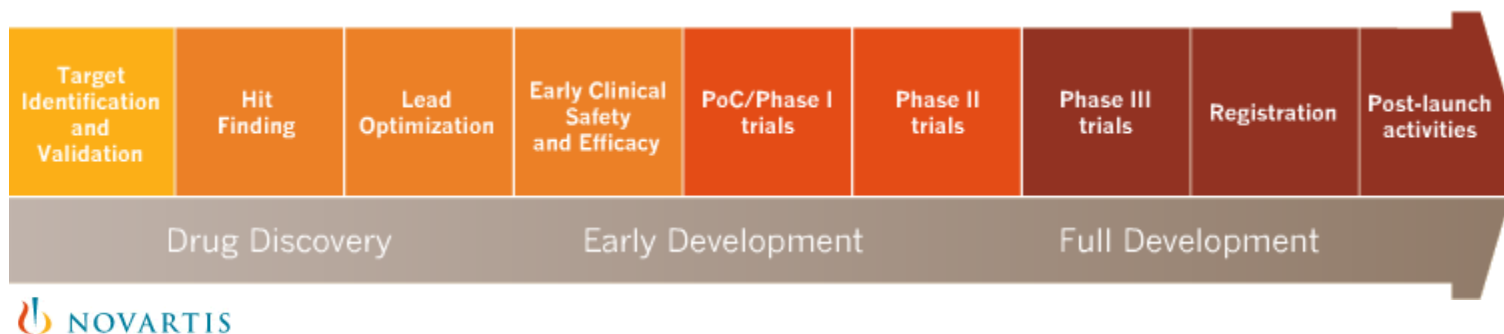 Target
Identification
and
Validation
Hit
Finding
Lead
Optimization
Early Clinical
Safety
and Efficacy
PoC/Phase I
trials
Phase II
trials
Phase III
trials
Registration
Post-launch
activities
Drug Discovery
Early Development
Full Development
NOVARTIS